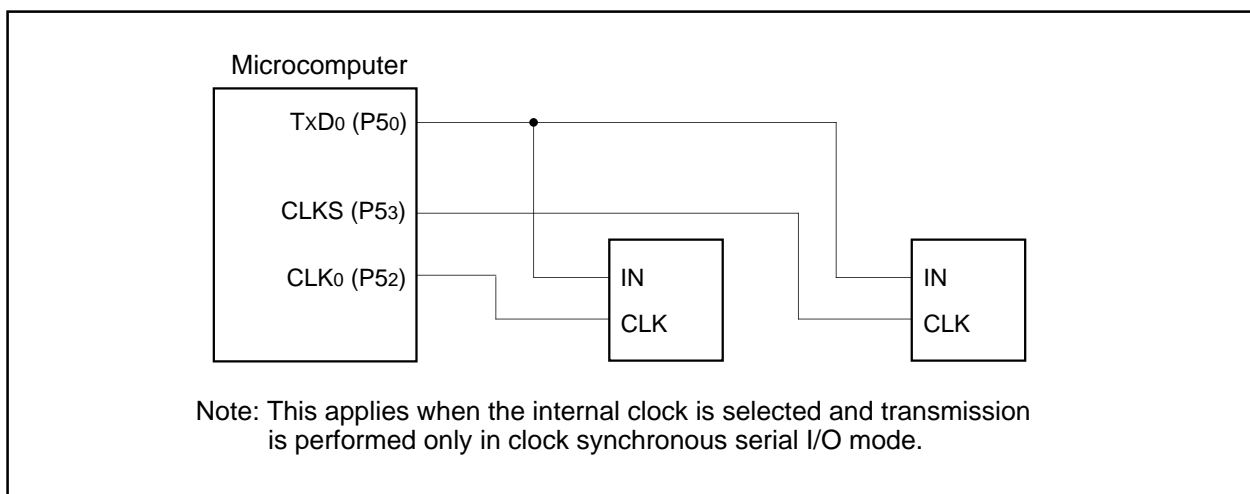 Microcomputer
TxD0 (P50)
CLKS (P53)
CLK0 (P52)
IN
CLK
IN
CLK
Note: This applies when the internal clock is selected and transmission
is performed only in clock synchronous serial I/O mode.